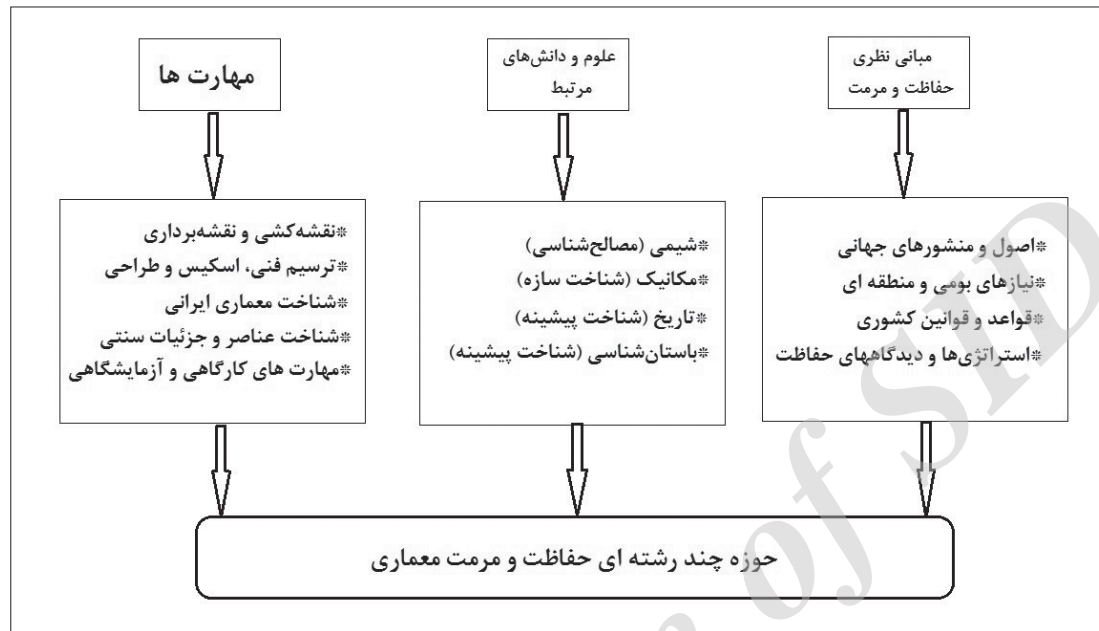 مبانی نظری
حفاظت و مرمت
علوم و دانش‌های
مرتبط
مهارت ها
*اصول و منشورهای جهانی
*نیازهای بومی و منطقه ای
*قواعد و قوانین کشوری
*استراتژی‌ها و دیدگاههای حفاظت
*شیمی (مصالح‌شناسی)
*مکانیک (شناخت سازه)
*تاریخ (شناخت پیشینه)
*باستان‌شناسی (شناخت پیشینه)
*نقشه‌کشی و نقشه‌برداری
*ترسیم فنی، اسکیس و طراحی
*شناخت معماری ایرانی
*شناخت عناصر و جزئیات سنتی
*مهارت های کارگاهی و آزمایشگاهی
حوزه چند رشته ای حفاظت و مرمت معماری
of SID